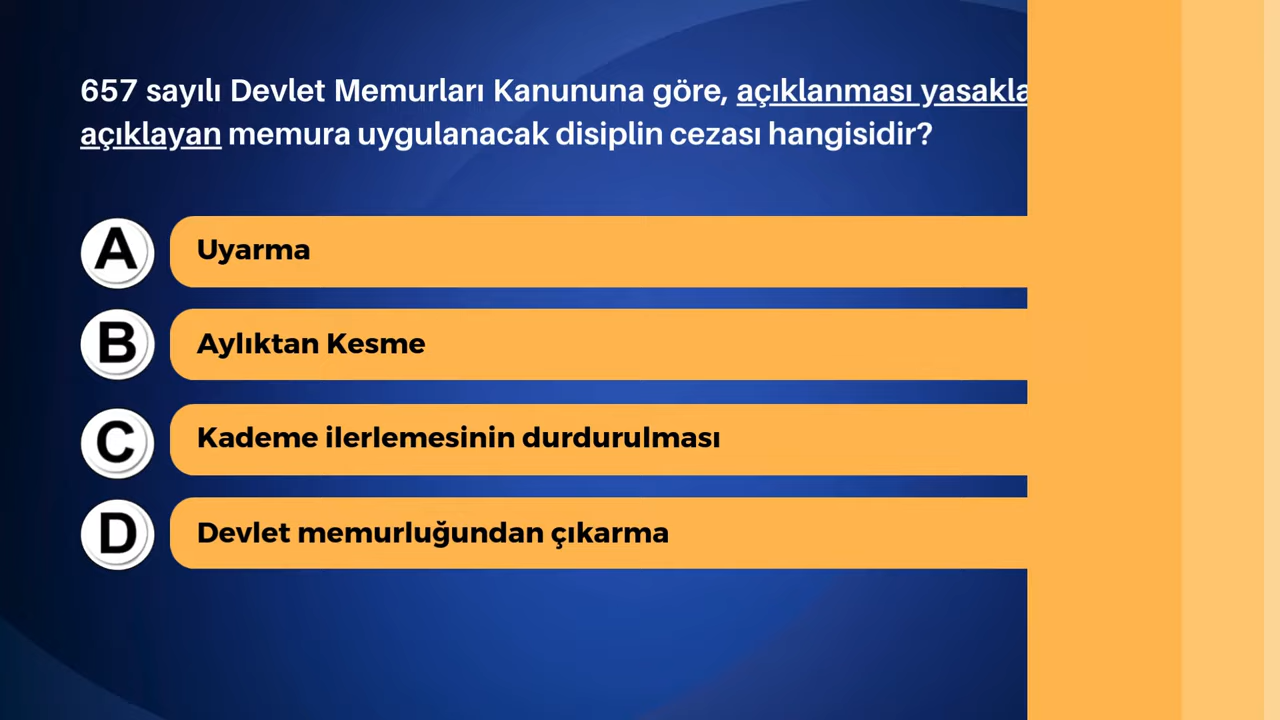 657 sayılı Devlet Memurları Kanununa göre, açıklanması
açıklayan memura uygulanacak disiplin cezası hangisidir?
A Uyarma
B Aylıktan Kesme
C Kademe ilerlemesinin durdurulması
D Devlet memurluğundan çıkarma